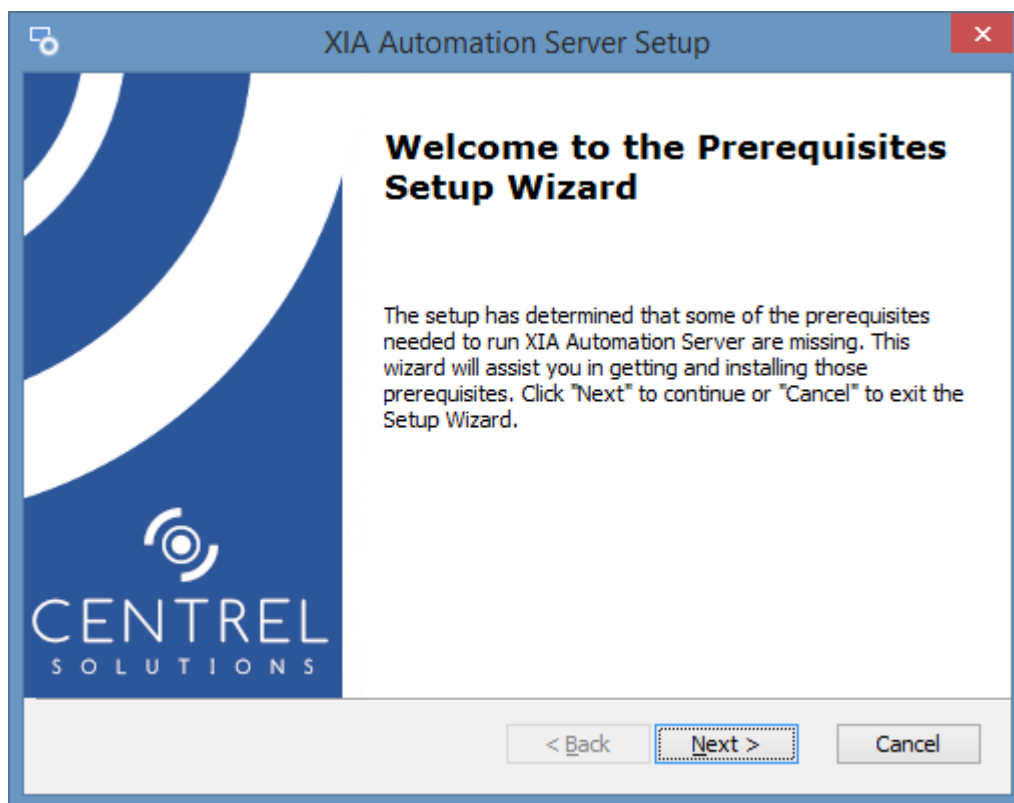 XIA Automation Server Setup
Welcome to the Prerequisites
Setup Wizard
The setup has determined that some of the prerequisites
needed to run XIA Automation Server are missing. This
wizard will assist you in getting and installing those
prerequisites. Click "Next" to continue or "Cancel" to exit the
Setup Wizard.
CENTREL
SOLUTIONS
< Back
Next >
Cancel